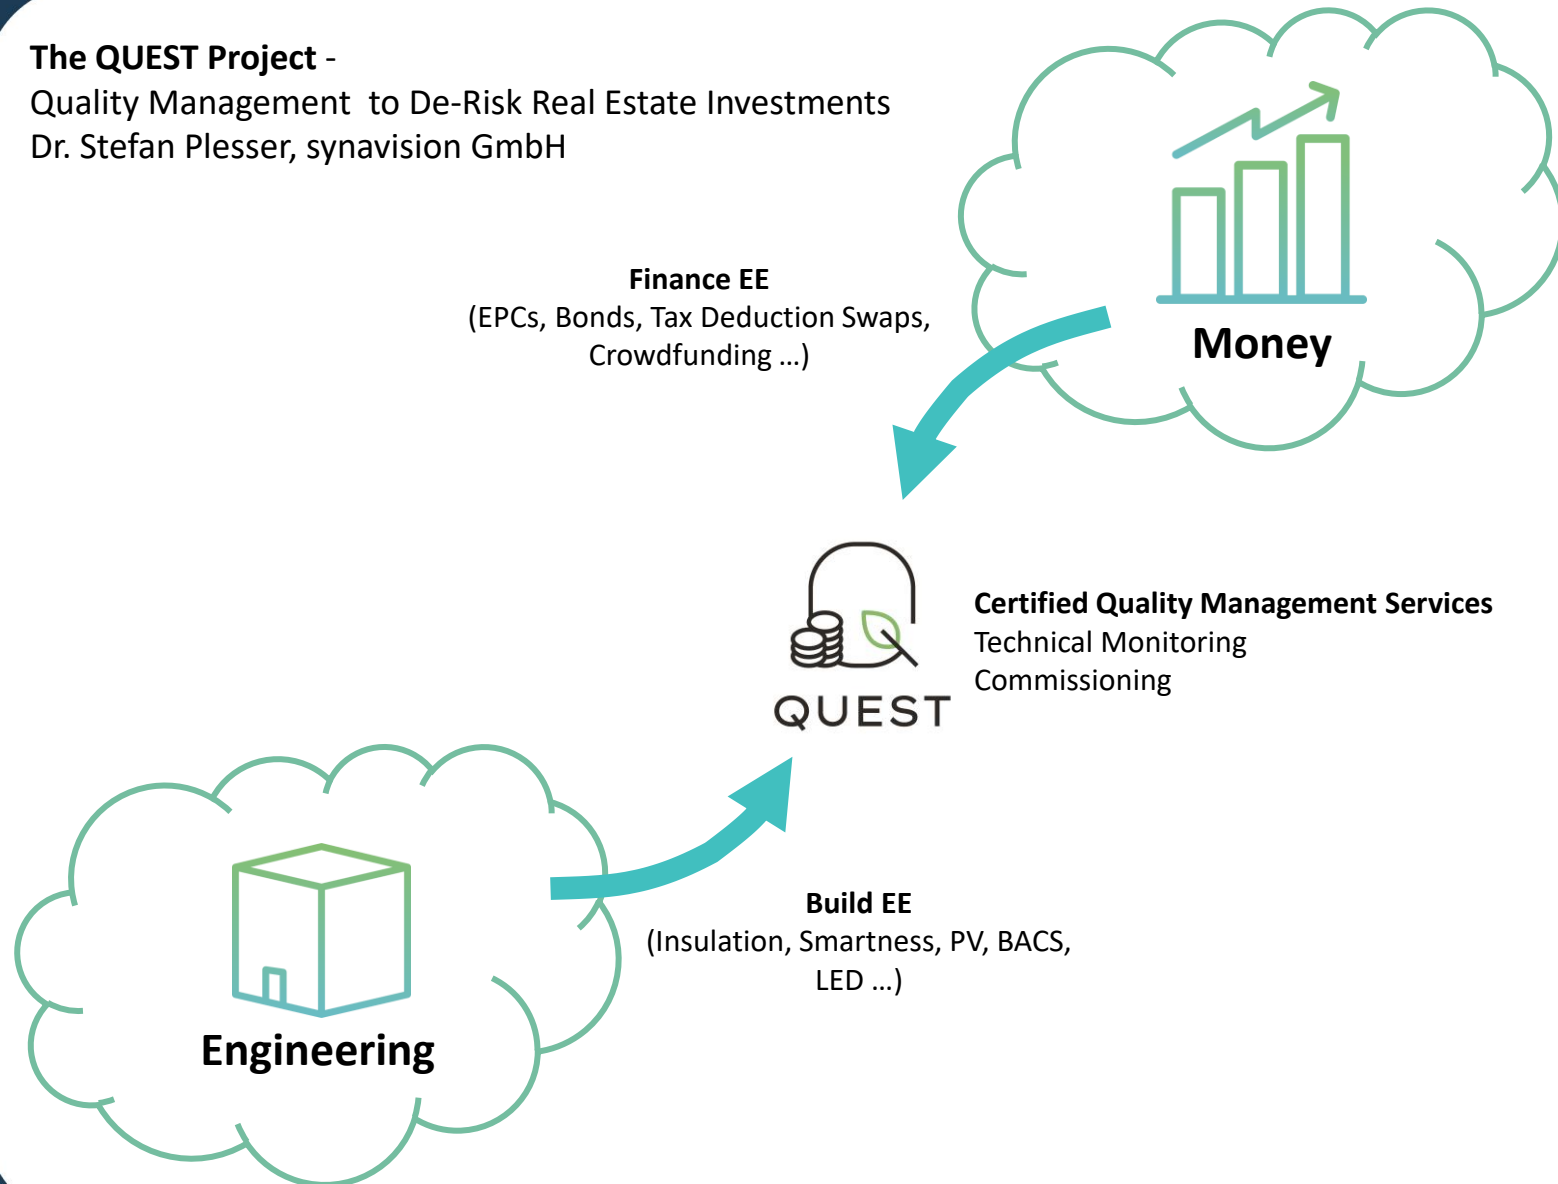 The QUEST Project -
Quality Management to De-Risk Real Estate Investments
Dr. Stefan Plesser, synavision GmbH
Finance EE
(EPCs, Bonds, Tax Deduction Swaps,
Crowdfunding ...)
Money
QUEST
Certified Quality Management Services
Technical Monitoring
Commissioning
Build EE
(Insulation, Smartness, PV, BACS,
LED ...)
Engineering